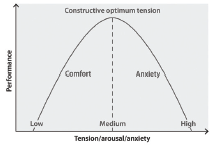 Constructive optimum tension
Performance
Comfort
Anxiety
Low
Medium
High
Tension/arousal/anxiety